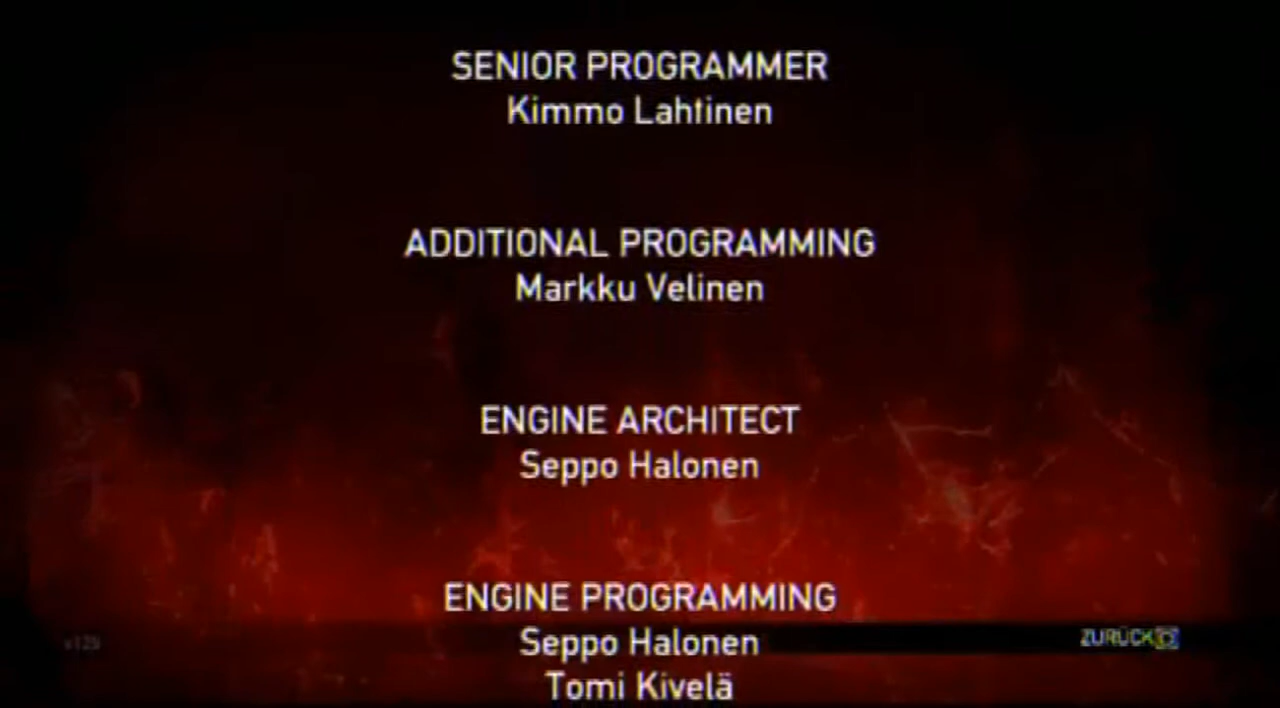 SENIOR PROGRAMMER
Kimmo Lahtinen
ADDITIONAL PROGRAMMING
Markku Velinen
ENGINE ARCHITECT
Seppo Halonen
ENGINE PROGRAMMING
Seppo Halonen
Tomi Kivelä
ZURÜCK